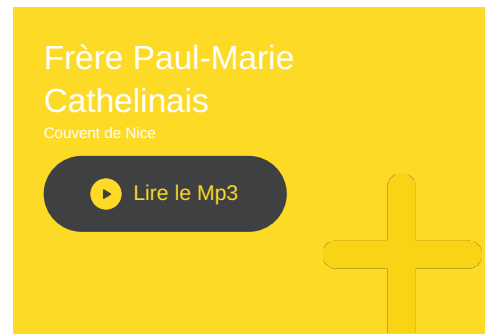 Frère Paul-Marie
Cathelinais
Couvent de Nice
Lire le Mp3